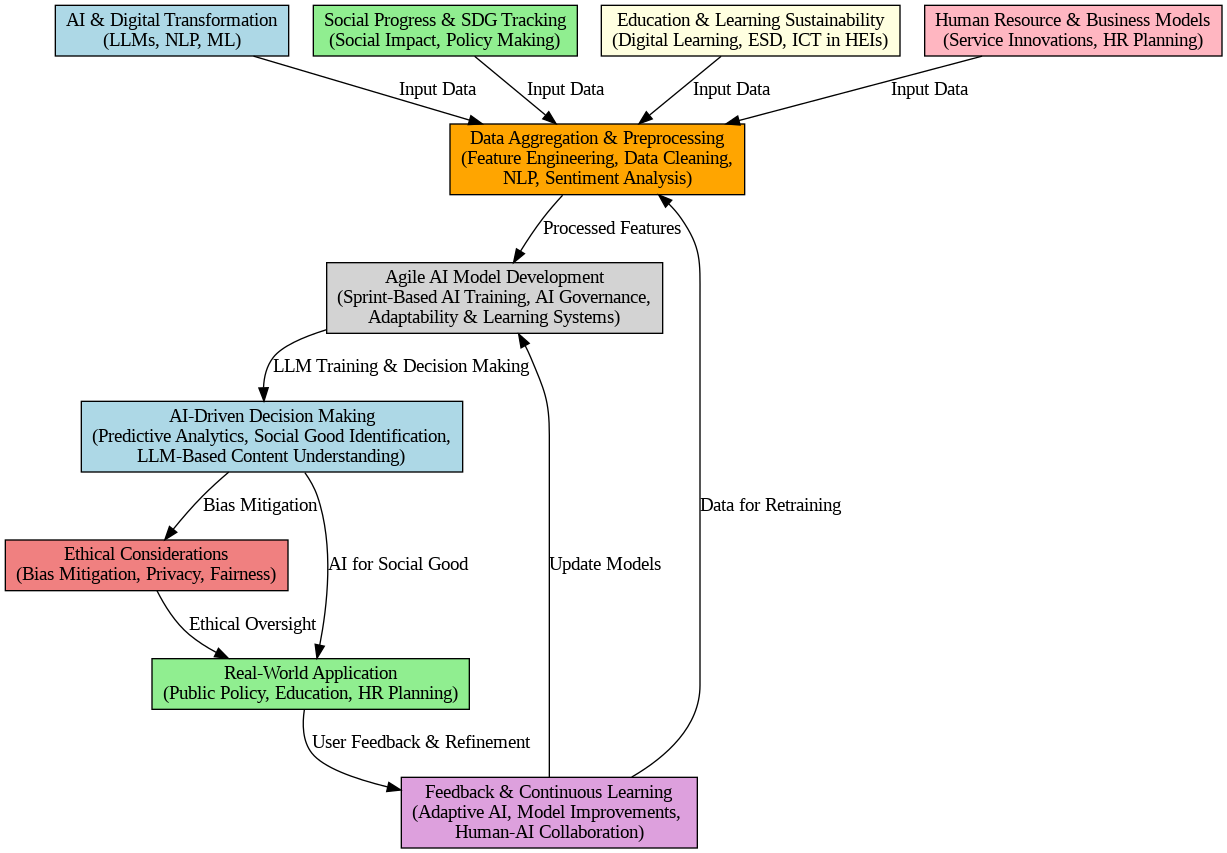 AI & Digital Transformation
(LLMs, NLP, ML)
Social Progress & SDG Tracking
(Social Impact, Policy Making)
Education & Learning Sustainability
(Digital Learning, ESD, ICT in HEIs)
Human Resource & Business Models
(Service Innovations, HR Planning)
Input Data
Input Data
Input Data
Input Data
Data Aggregation & Preprocessing
(Feature Engineering, Data Cleaning,
NLP, Sentiment Analysis)
Processed Features
Agile AI Model Development
(Sprint-Based AI Training, AI Governance,
Adaptability & Learning Systems)
LLM Training & Decision Making
AI-Driven Decision Making
(Predictive Analytics, Social Good Identification,
LLM-Based Content Understanding)
Bias Mitigation
Data for Retraining
Ethical Considerations
(Bias Mitigation, Privacy, Fairness)
AI for Social Good
Update Models
Ethical Oversight
Real-World Application
(Public Policy, Education, HR Planning)
User Feedback & Refinement
Feedback & Continuous Learning
(Adaptive AI, Model Improvements,
Human-AI Collaboration)